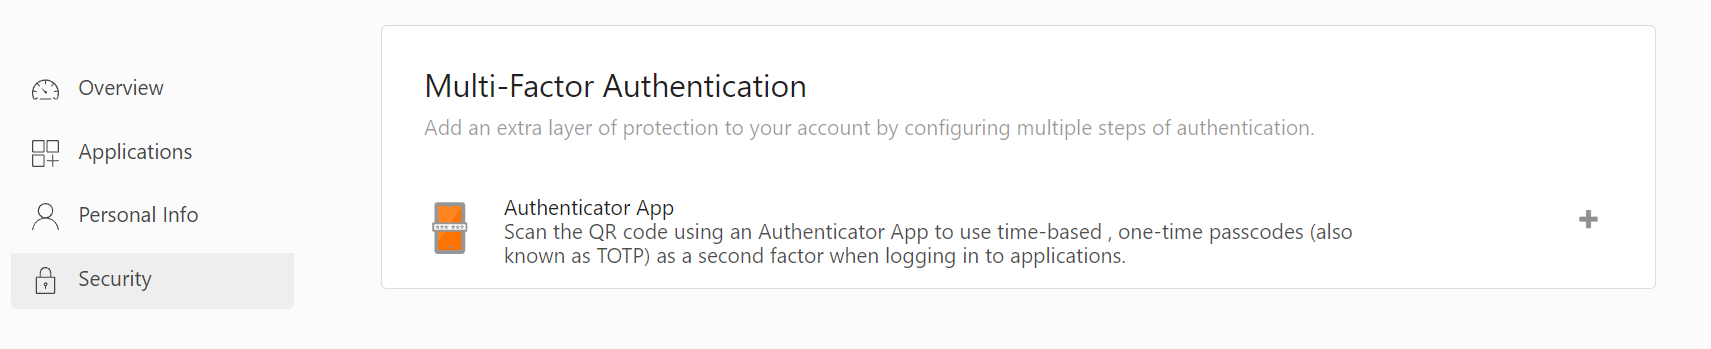 Overview
Applications
Personal Info
Security
Multi-Factor Authentication
Add an extra layer of protection to your account by configuring multiple steps of authentication.
Authenticator App
Scan the QR code using an Authenticator App to use time-based , one-time passcodes (also
known as TOTP) as a second factor when logging in to applications.